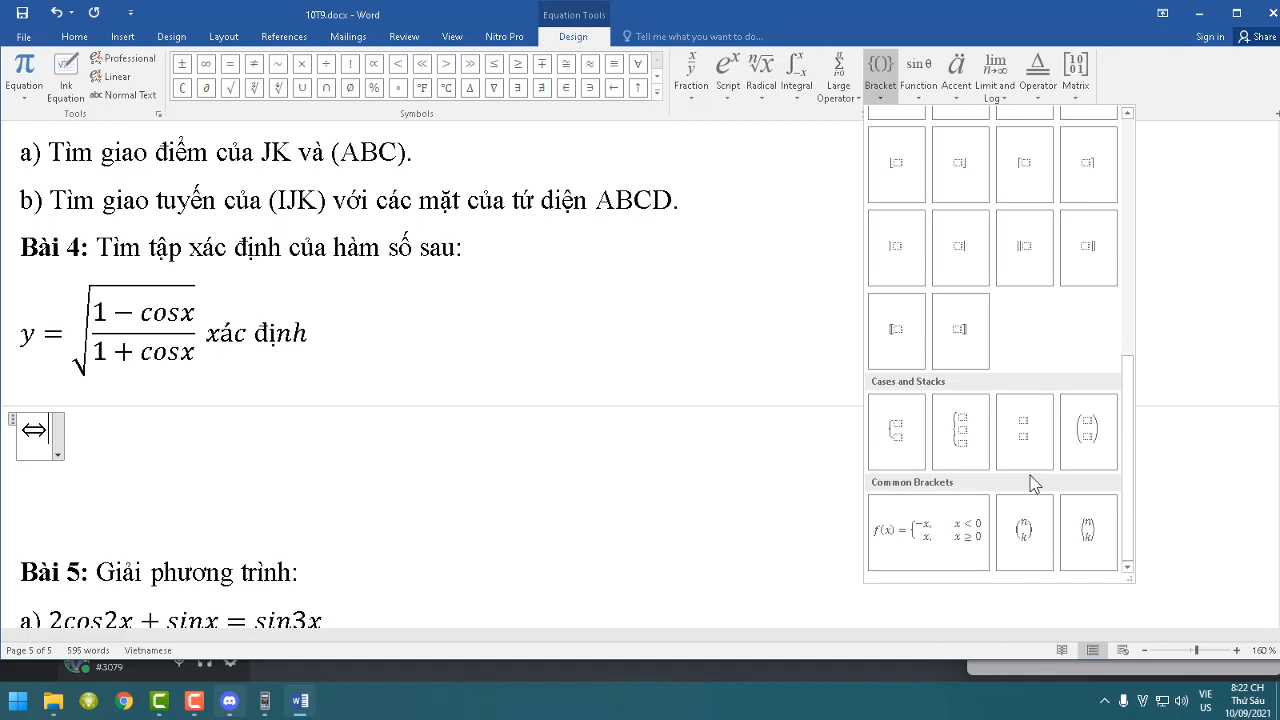 10T9.docx - Word
Equation Tools
File Home Insert Draw Design Layout References Mailings Review View Nitro Pro Design Tell me what you want to do... Sign in Share
π Equation
Ink Equation
Professional
Linear
abc Normal Text
Tools
± ∞ = ≠ ~ × ÷ ! ∝ < ≪ > ≫ ≤ ≥ ∓ ≅ ≈ ≡ ∀
∁ ∂ √ ∛ ∜ ∪ ∩ ∅ % ° °F °C ∆ ∇ ∃ ∄ ∈ ← ↑
Symbols
Fraction Script Radical Integral Large Operator Bracket Function Accent Limit and Log Operator Matrix
a) Tìm giao điểm của JK và (ABC).
b) Tìm giao tuyến của (IJK) với các mặt của tứ diện ABCD.
Bài 4: Tìm tập xác định của hàm số sau:
y = √((1 − cosx)/(1 + cosx)) xác định
⇔
Bài 5: Giải phương trình:
a) 2cos2x + sinx = sin3x
Cases and Stacks
Common Brackets
f(x) = {−x, x < 0
x, x ≥ 0
(n k) (n k)
Page 5 of 5 595 words Vietnamese 160 %
#3079
VIE
US
8:22 CH
Thứ Sáu
10/09/2021